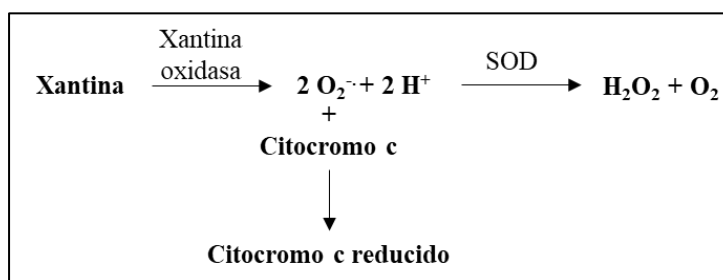 Xantina
oxidasa
SOD
Xantina
2 O₂⁻·+ 2 H⁺
H₂O₂ + O₂
+
Citocromo c
Citocromo c reducido